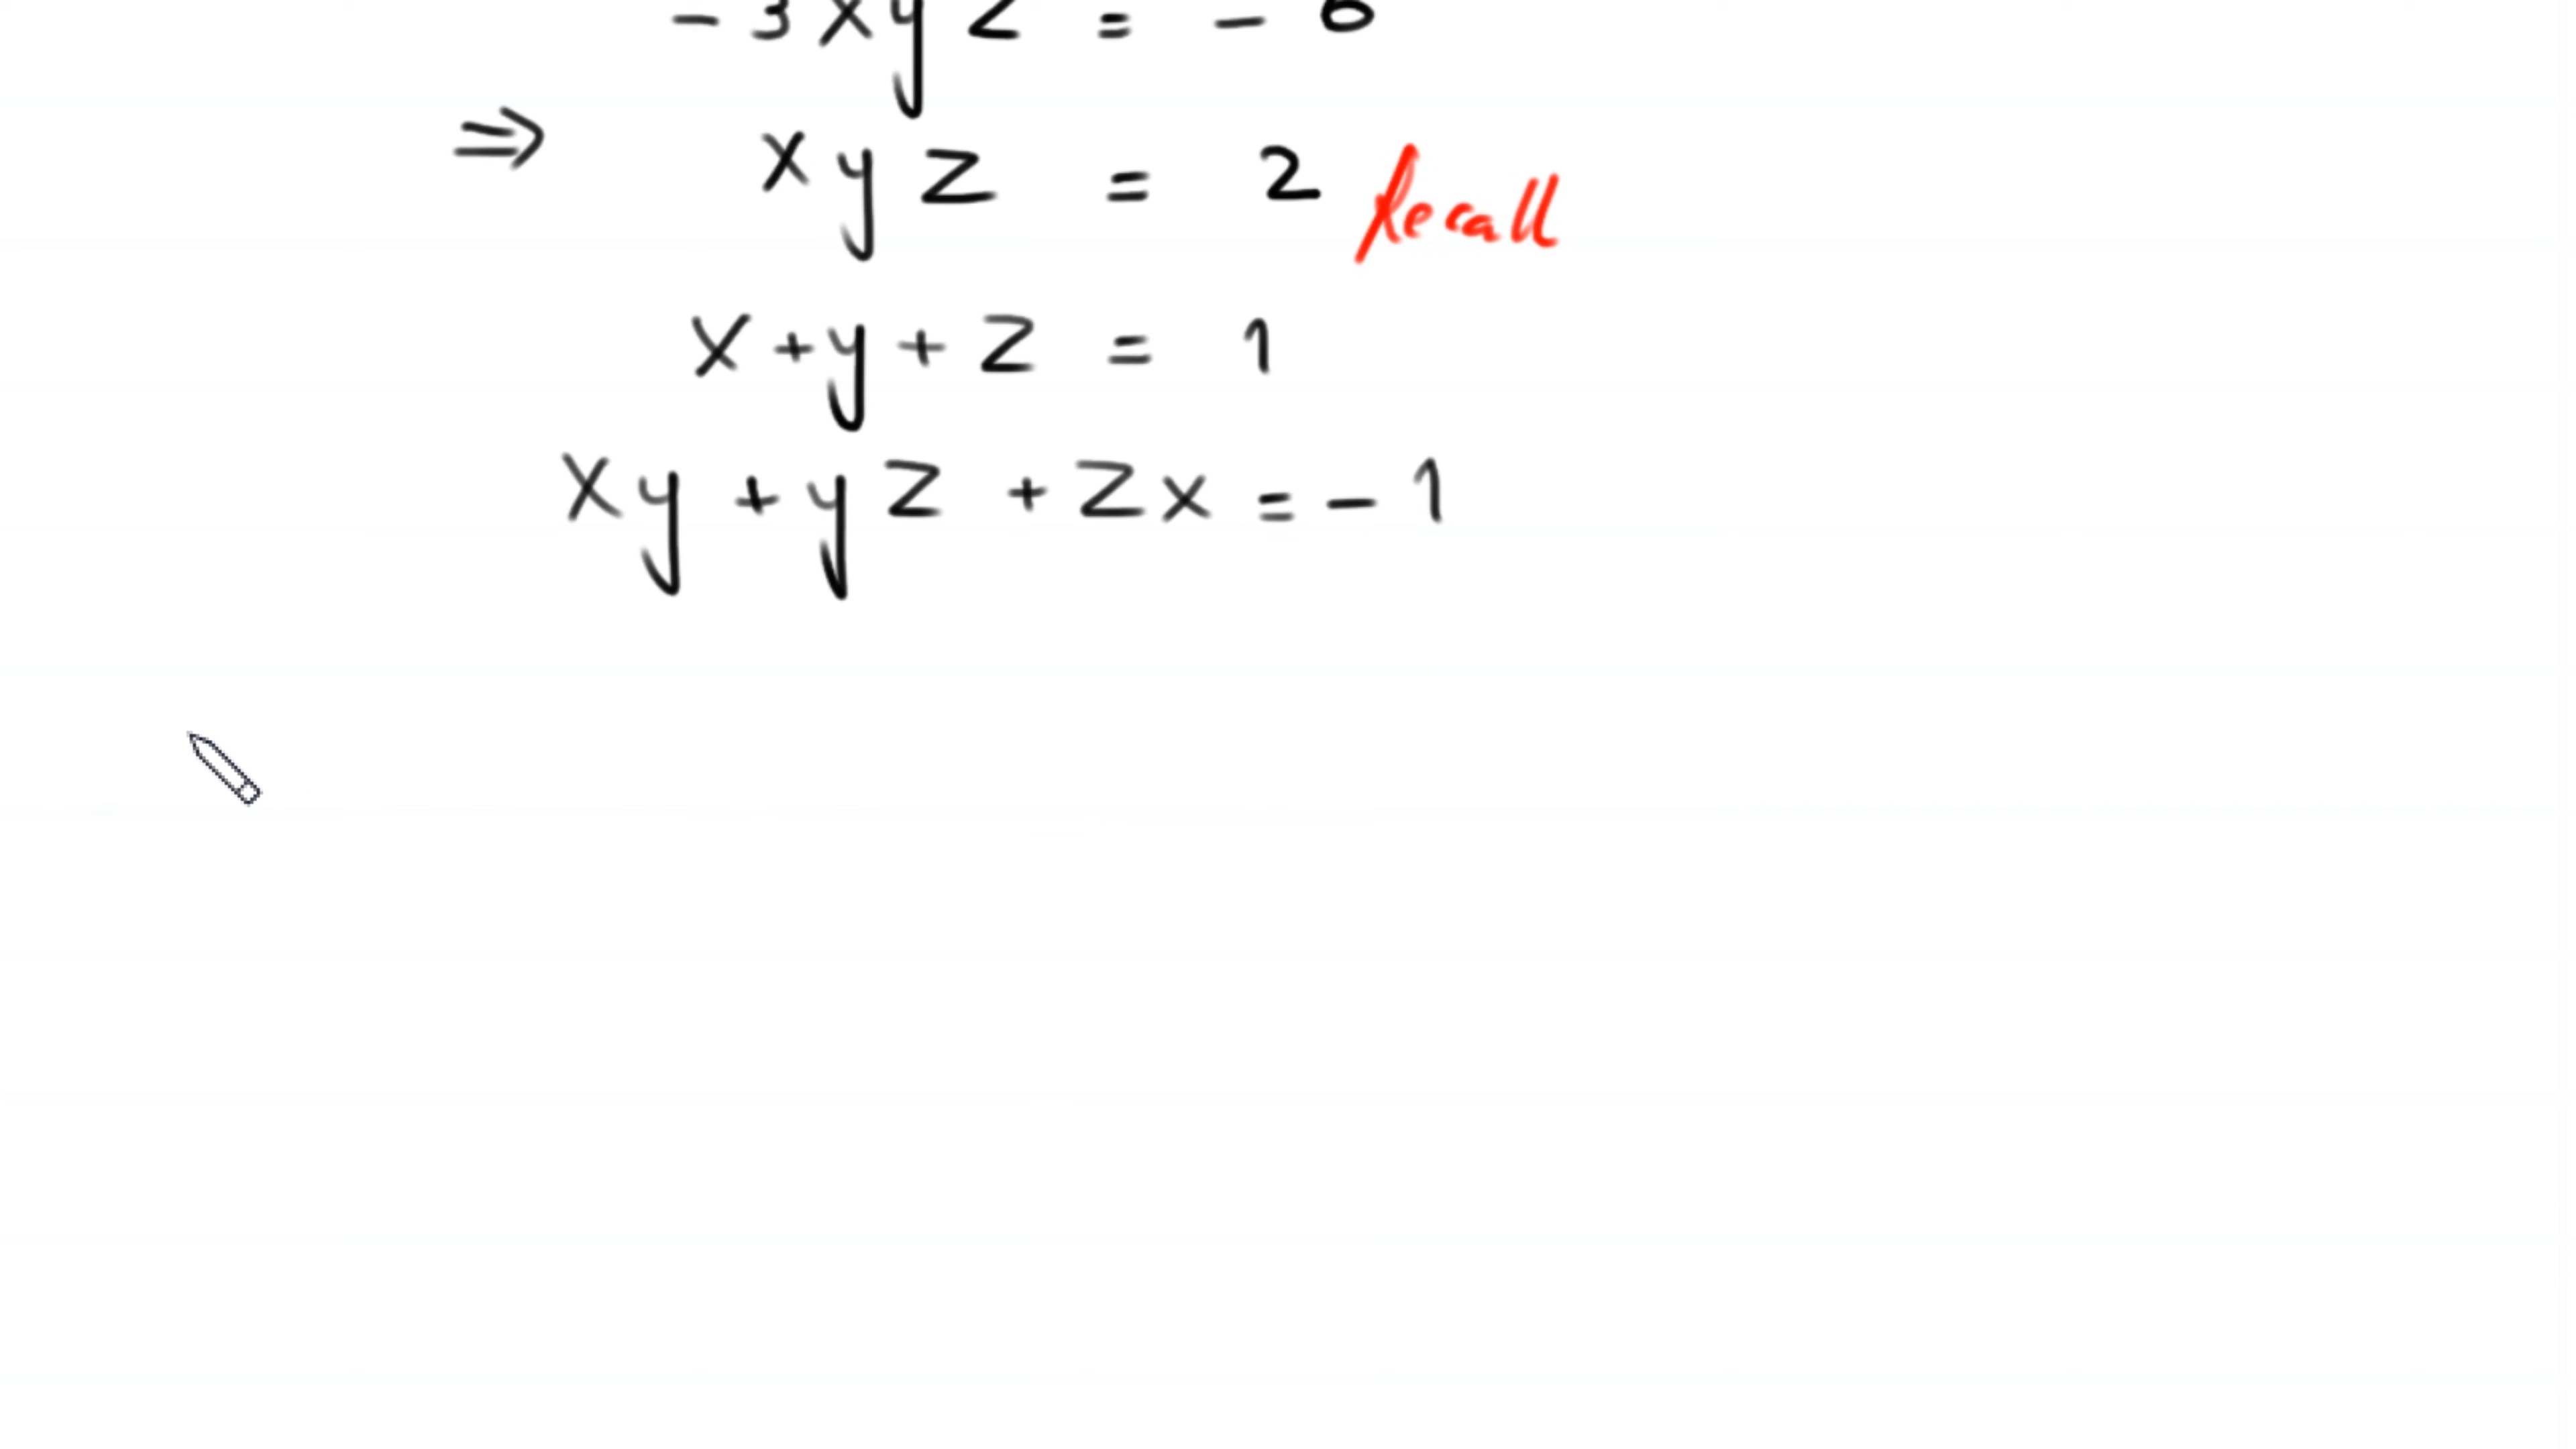 - 3xyz = - 6
⇒ xyz = 2 Recall
x + y + z = 1
xy + yz + zx = - 1